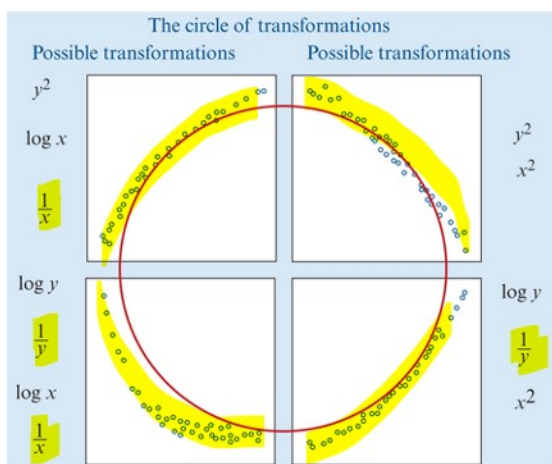 The circle of transformations
Possible transformations Possible transformations
y²
log x
1/x
y²
x²
log y
1/y
log x
1/x
log y
1/y
x²